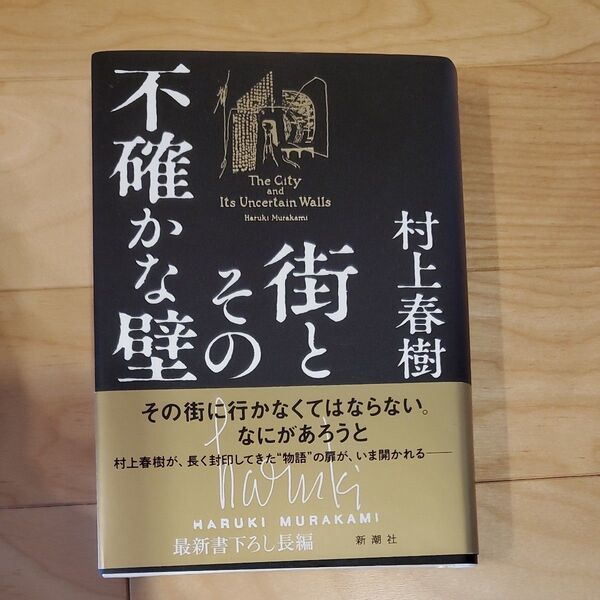 街と
その
不確かな壁
村上春樹
The City
and
Its Uncertain Walls
Haruki Murakami
その街に行かなくてはならない。
なにがあろうと
村上春樹が、長く封印してきた“物語”の扉が、いま開かれる——
haruki
HARUKI MURAKAMI
最新書下ろし長編
新潮社